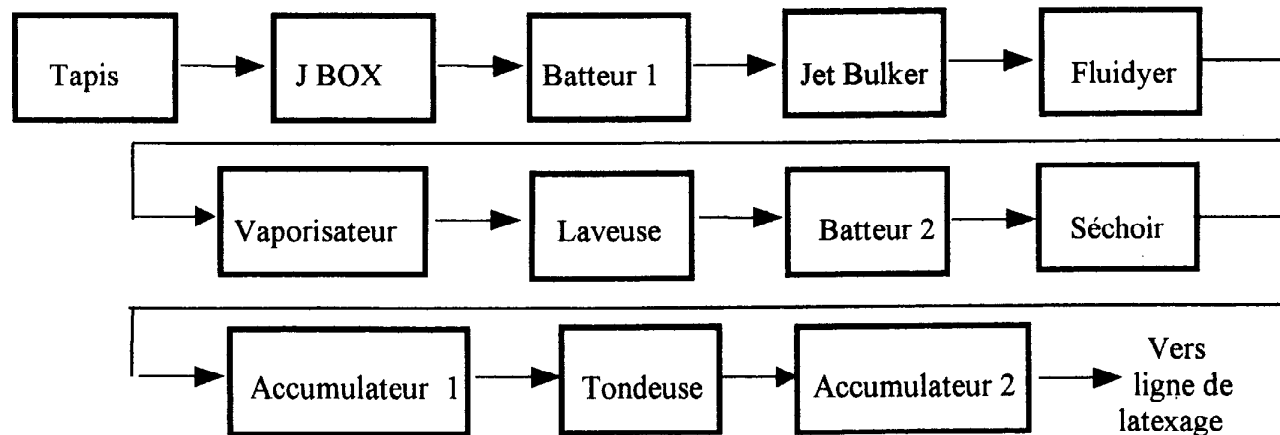 Tapis
J BOX
Batteur 1
Jet Bulker
Fluidyer
Vaporisateur
Laveuse
Batteur 2
Séchoir
Accumulateur 1
Tondeuse
Accumulateur 2
Vers
ligne de
latexage